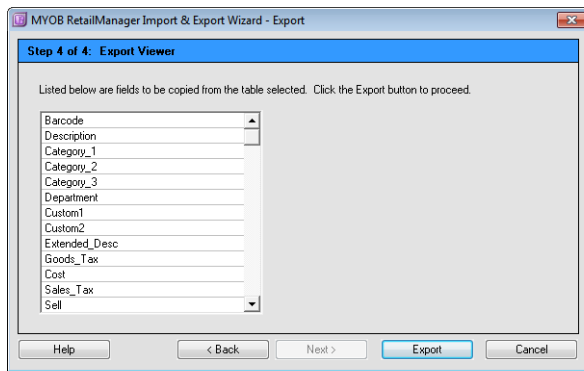 MYOB RetailManager Import & Export Wizard - Export
Step 4 of 4: Export Viewer
Listed below are fields to be copied from the table selected. Click the Export button to proceed.
Barcode
Description
Category_1
Category_2
Category_3
Department
Custom1
Custom2
Extended_Desc
Goods_Tax
Cost
Sales_Tax
Sell
Help < Back Next > Export Cancel